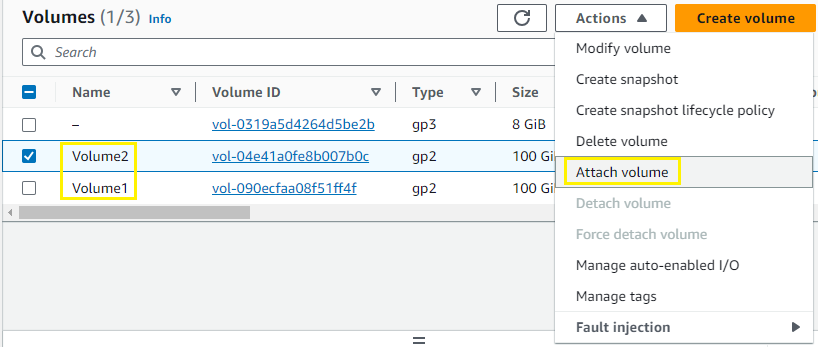 Volumes (1/3) Info
Actions
Create volume
Search
Name Volume ID Type Size
– vol-0319a5d4264d5be2b gp3 8 GiB
Volume2 vol-04e41a0fe8b007b0c gp2 100 Gi
Volume1 vol-090ecfaa08f51ff4f gp2 100 Gi
Modify volume
Create snapshot
Create snapshot lifecycle policy
Delete volume
Attach volume
Detach volume
Force detach volume
Manage auto-enabled I/O
Manage tags
Fault injection